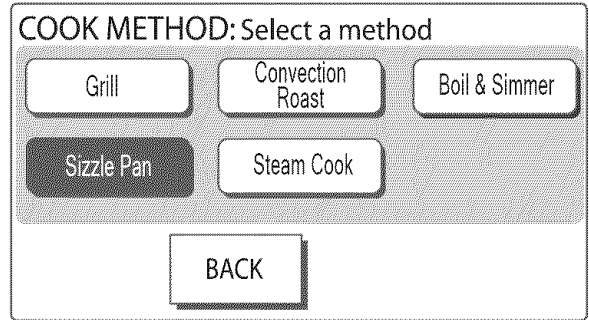 COOK METHOD: Select a method
Grill
Convection
Roast
Boil & Simmer
Sizzle Pan
Steam Cook
BACK